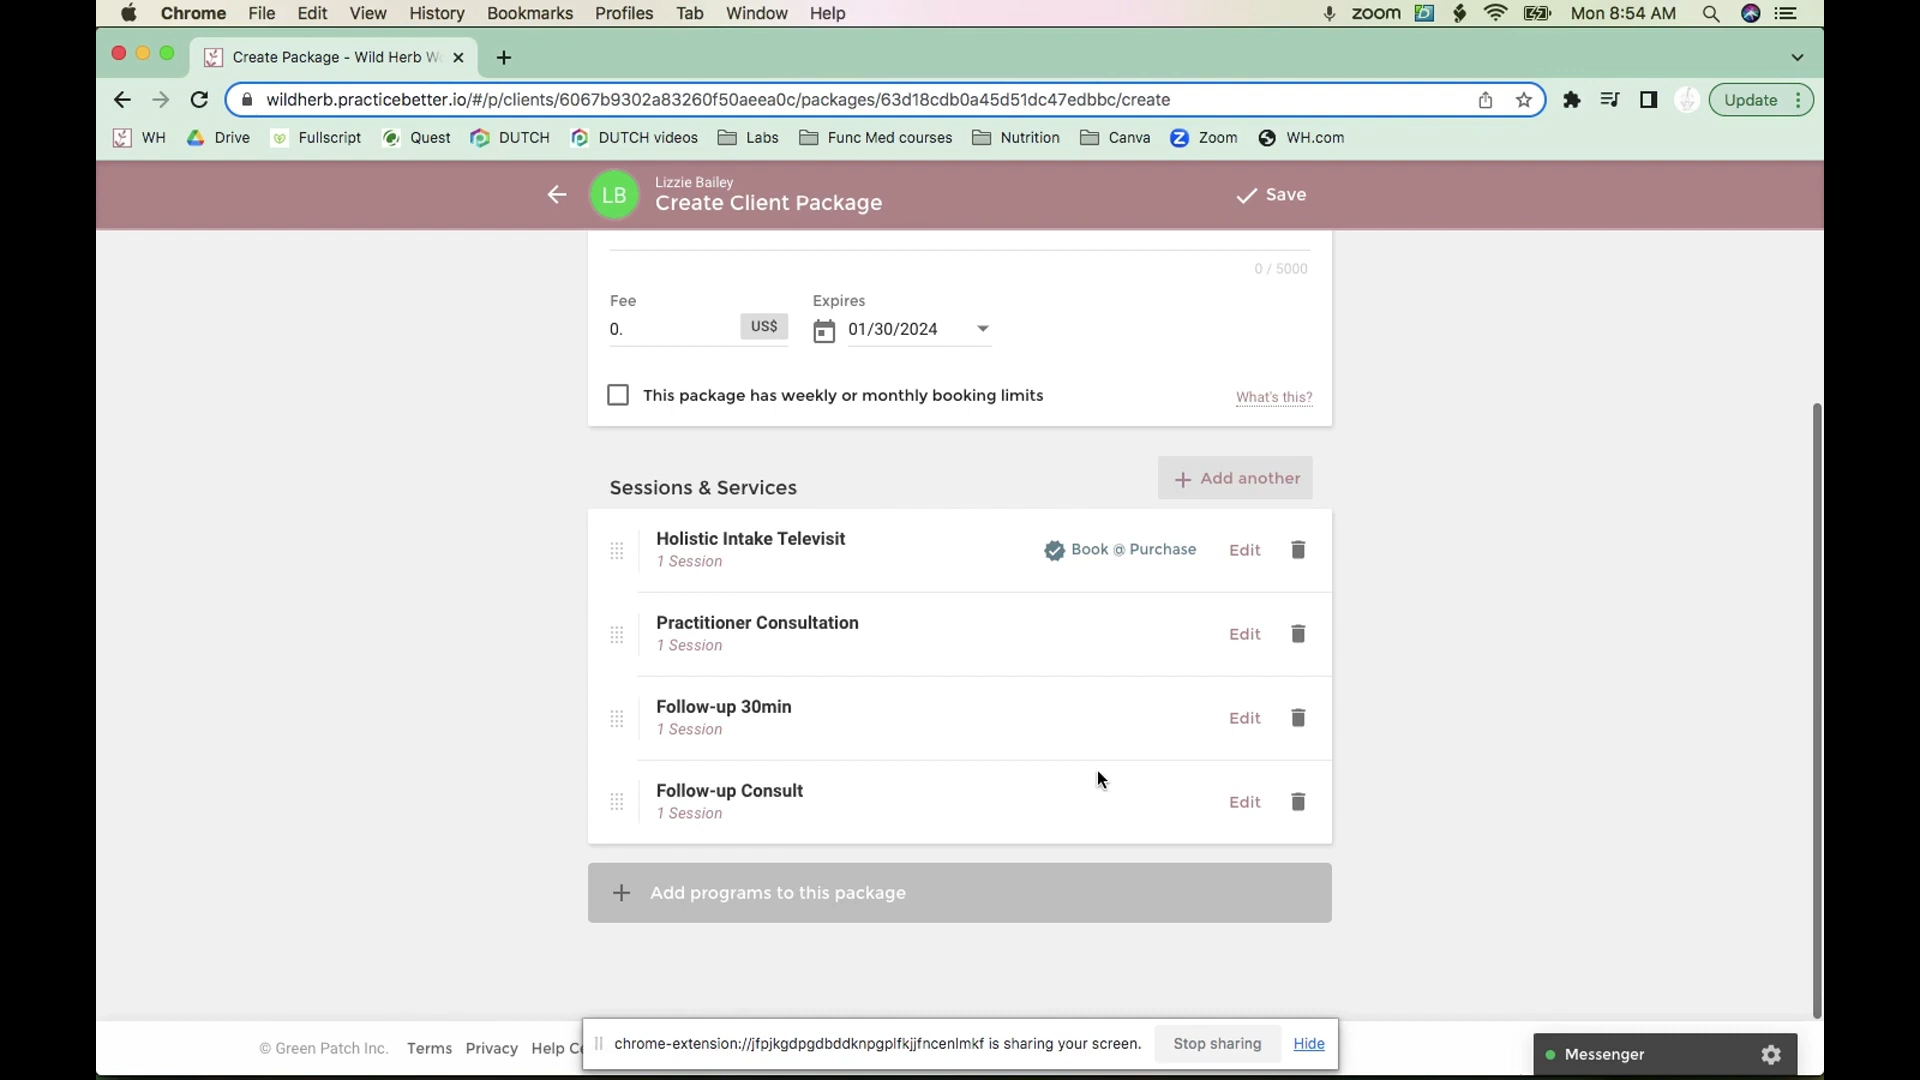 Chrome File Edit View History Bookmarks Profiles Tab Window Help zoom Mon 8:54 AM
Create Package - Wild Herb W
wildherb.practicebetter.io/#/p/clients/6067b9302a83260f50aeea0c/packages/63d18cdb0a45d51dc47edbbc/create Update
WH Drive Fullscript Quest DUTCH DUTCH videos Labs Func Med courses Nutrition Canva Zoom WH.com
LB
Lizzie Bailey
Create Client Package
Save
0 / 5000
Fee Expires
0. US$ 01/30/2024
This package has weekly or monthly booking limits What's this?
Sessions & Services + Add another
Holistic Intake Televisit
1 Session
Book @ Purchase Edit
Practitioner Consultation
1 Session
Edit
Follow-up 30min
1 Session
Edit
Follow-up Consult
1 Session
Edit
+ Add programs to this package
© Green Patch Inc. Terms Privacy Help Ce
chrome-extension://jfpjkgdpgdbddknpgplfkjjfncenlmkf is sharing your screen. Stop sharing Hide
Messenger